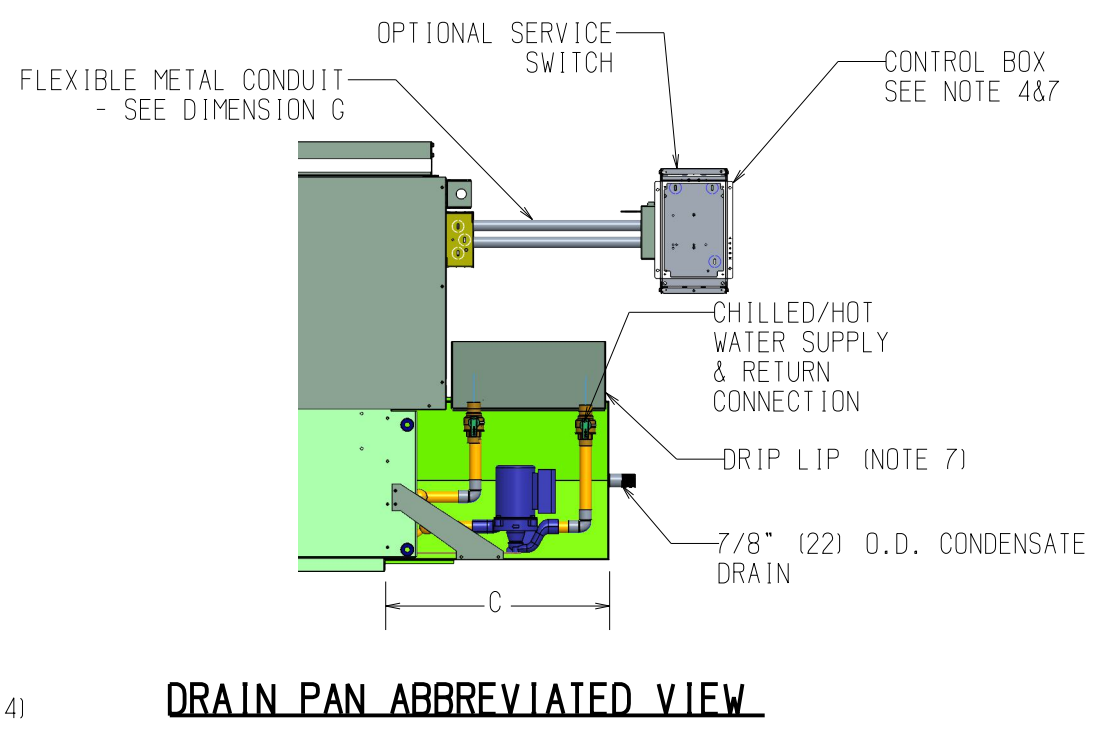 OPTIONAL SERVICE
SWITCH
CONTROL BOX
SEE NOTE 4&7
FLEXIBLE METAL CONDUIT
- SEE DIMENSION G
CHILLED/HOT
WATER SUPPLY
& RETURN
CONNECTION
DRIP LIP (NOTE 7)
7/8" (22) O.D. CONDENSATE
DRAIN
C
DRAIN PAN ABBREVIATED VIEW
4)